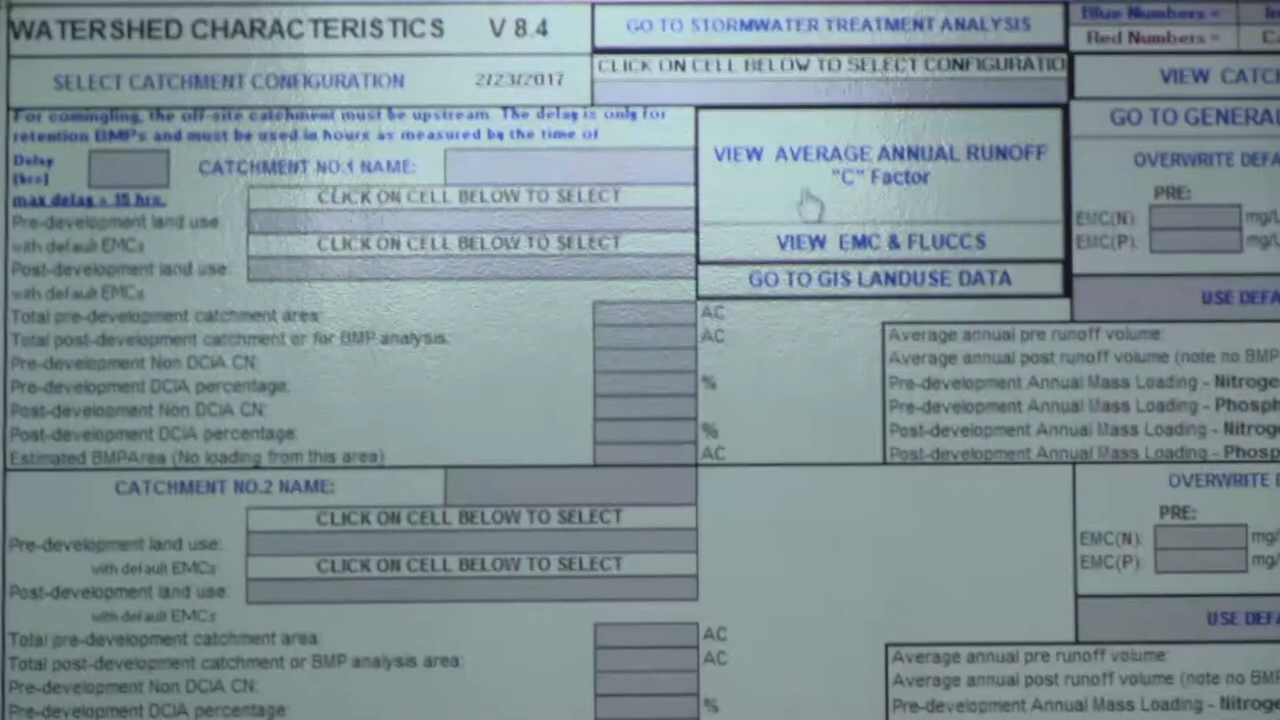 WATERSHED CHARACTERISTICS V 8.4
GO TO STORMWATER TREATMENT ANALYSIS
Blue Numbers =
Red Numbers =
SELECT CATCHMENT CONFIGURATION 2/23/2017
CLICK ON CELL BELOW TO SELECT CONFIGURATIO
VIEW CATC
For comingling, the off-site catchment must be upstream. The delay is only for
retention BMPs and must be used in hours as measured by the time of
GO TO GENERAL
Delay
(hrs)
CATCHMENT NO.1 NAME:
VIEW AVERAGE ANNUAL RUNOFF
"C" Factor
OVERWRITE DEFA
max delay = 15 hrs.
CLICK ON CELL BELOW TO SELECT
PRE:
Pre-development land use:
EMC(N): mg/L
with default EMCs
CLICK ON CELL BELOW TO SELECT
VIEW EMC & FLUCCS
EMC(P): mg/L
Post-development land use:
GO TO GIS LANDUSE DATA
with default EMCs
USE DEFA
Total pre-development catchment area: AC
Total post-development catchment or for BMP analysis: AC
Average annual pre runoff volume:
Pre-development Non DCIA CN:
Average annual post runoff volume (note no BMP
Pre-development DCIA percentage: %
Pre-development Annual Mass Loading - Nitroge
Post-development Non DCIA CN:
Pre-development Annual Mass Loading - Phosph
Post-development DCIA percentage: %
Post-development Annual Mass Loading - Nitrog
Estimated BMPArea (No loading from this area) AC
Post-development Annual Mass Loading - Phosp
CATCHMENT NO.2 NAME:
OVERWRITE
CLICK ON CELL BELOW TO SELECT
PRE:
Pre-development land use:
EMC(N): mg/
with default EMCs
CLICK ON CELL BELOW TO SELECT
EMC(P): mg/
Post-development land use:
with default EMCs
USE DEFA
Total pre-development catchment area: AC
Total post-development catchment or BMP analysis area: AC
Average annual pre runoff volume:
Pre-development Non DCIA CN:
Average annual post runoff volume (note no BM
Pre-development DCIA percentage: %
Pre-development Annual Mass Loading - Nitrog